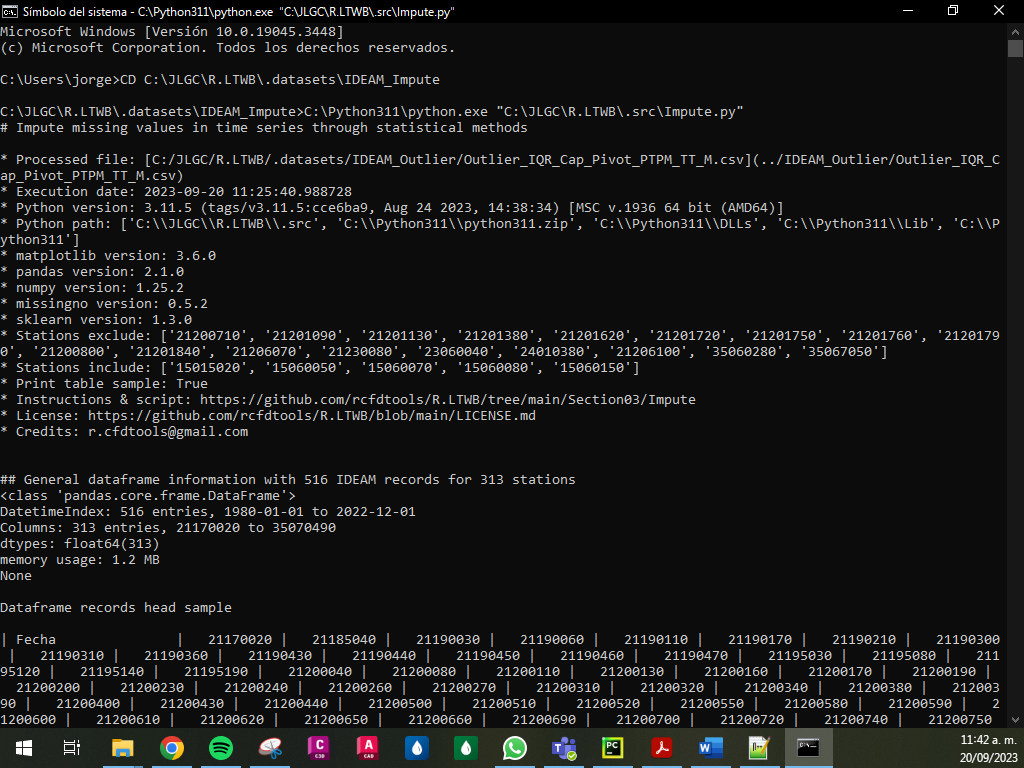 Símbolo del sistema - C:\Python311\python.exe "C:\JLGC\R.LTWB\.src\Impute.py"
Microsoft Windows [Versión 10.0.19045.3448]
(c) Microsoft Corporation. Todos los derechos reservados.
C:\Users\jorge>CD C:\JLGC\R.LTWB\.datasets\IDEAM_Impute
C:\JLGC\R.LTWB\.datasets\IDEAM_Impute>C:\Python311\python.exe "C:\JLGC\R.LTWB\.src\Impute.py"
# Impute missing values in time series through statistical methods
* Processed file: [C:/JLGC/R.LTWB/.datasets/IDEAM_Outlier/Outlier_IQR_Cap_Pivot_PTPM_TT_M.csv](../IDEAM_Outlier/Outlier_IQR_C
ap_Pivot_PTPM_TT_M.csv)
* Execution date: 2023-09-20 11:25:40.988728
* Python version: 3.11.5 (tags/v3.11.5:cce6ba9, Aug 24 2023, 14:38:34) [MSC v.1936 64 bit (AMD64)]
* Python path: ['C:\\JLGC\\R.LTWB\\.src', 'C:\\Python311\\python311.zip', 'C:\\Python311\\DLLs', 'C:\\Python311\\Lib', 'C:\\P
ython311']
* matplotlib version: 3.6.0
* pandas version: 2.1.0
* numpy version: 1.25.2
* missingno version: 0.5.2
* sklearn version: 1.3.0
* Stations exclude: ['21200710', '21201090', '21201130', '21201380', '21201620', '21201720', '21201750', '21201760', '2120179
0', '21200800', '21201840', '21206070', '21230080', '23060040', '24010380', '21206100', '35060280', '35067050']
* Stations include: ['15015020', '15060050', '15060070', '15060080', '15060150']
* Print table sample: True
* Instructions & script: https://github.com/rcfdtools/R.LTWB/tree/main/Section03/Impute
* License: https://github.com/rcfdtools/R.LTWB/blob/main/LICENSE.md
* Credits: r.cfdtools@gmail.com
## General dataframe information with 516 IDEAM records for 313 stations
<class 'pandas.core.frame.DataFrame'>
DatetimeIndex: 516 entries, 1980-01-01 to 2022-12-01
Columns: 313 entries, 21170020 to 35070490
dtypes: float64(313)
memory usage: 1.2 MB
None
Dataframe records head sample
| Fecha | 21170020 | 21185040 | 21190030 | 21190060 | 21190110 | 21190170 | 21190210 | 21190300
| 21190310 | 21190360 | 21190430 | 21190440 | 21190450 | 21190460 | 21190470 | 21195030 | 21195080 | 211
95120 | 21195140 | 21195190 | 21200040 | 21200080 | 21200110 | 21200130 | 21200160 | 21200170 | 21200190 |
21200200 | 21200230 | 21200240 | 21200260 | 21200270 | 21200310 | 21200320 | 21200340 | 21200380 | 212003
90 | 21200400 | 21200430 | 21200440 | 21200500 | 21200510 | 21200520 | 21200550 | 21200580 | 21200590 | 2
1200600 | 21200610 | 21200620 | 21200650 | 21200660 | 21200690 | 21200700 | 21200720 | 21200740 | 21200750
11:42 a. m.
20/09/2023